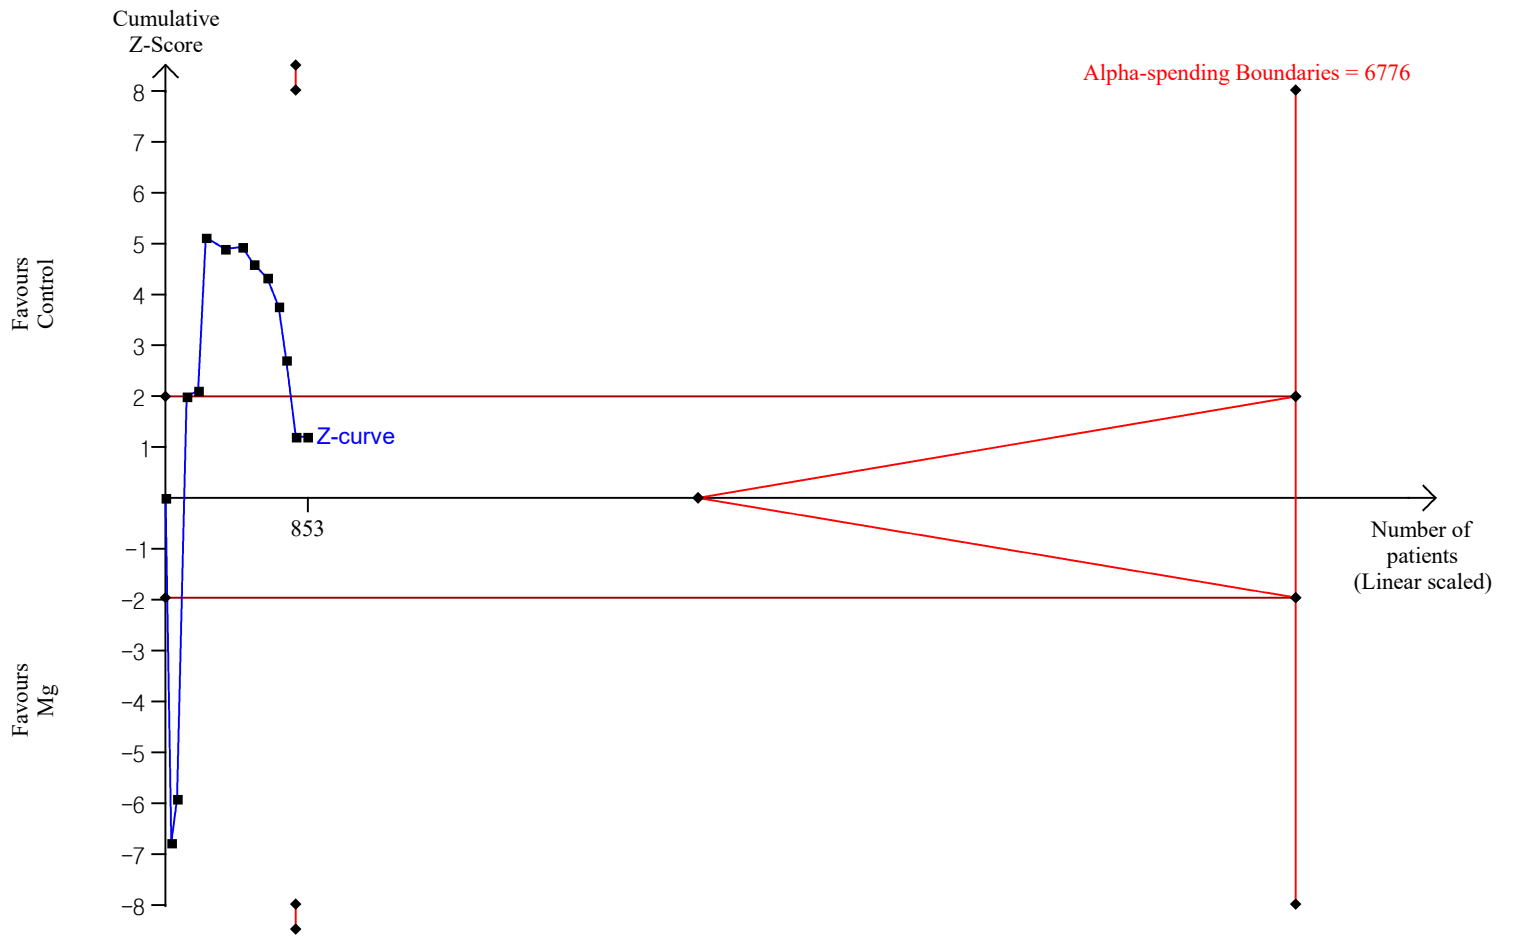 Cumulative
Z-Score
Alpha-spending Boundaries = 6776
8
7
6
5
4
3
2
1
−1
−2
−3
−4
−5
−6
−7
−8
Favours
Control
Favours
Mg
Z-curve
853
Number of
patients
(Linear scaled)